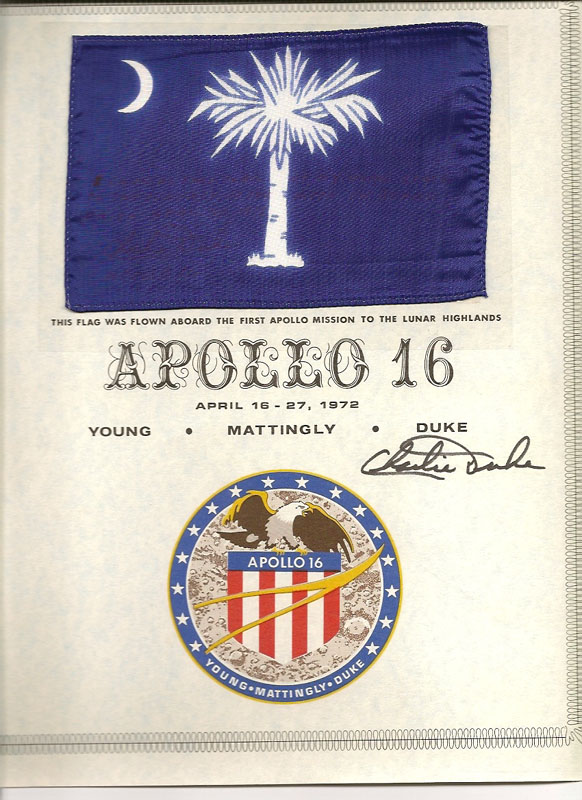 THIS FLAG WAS FLOWN ABOARD THE FIRST APOLLO MISSION TO THE LUNAR HIGHLANDS
APOLLO 16
APRIL 16 - 27, 1972
YOUNG • MATTINGLY • DUKE
Charlie Duke
APOLLO 16
YOUNG • MATTINGLY • DUKE